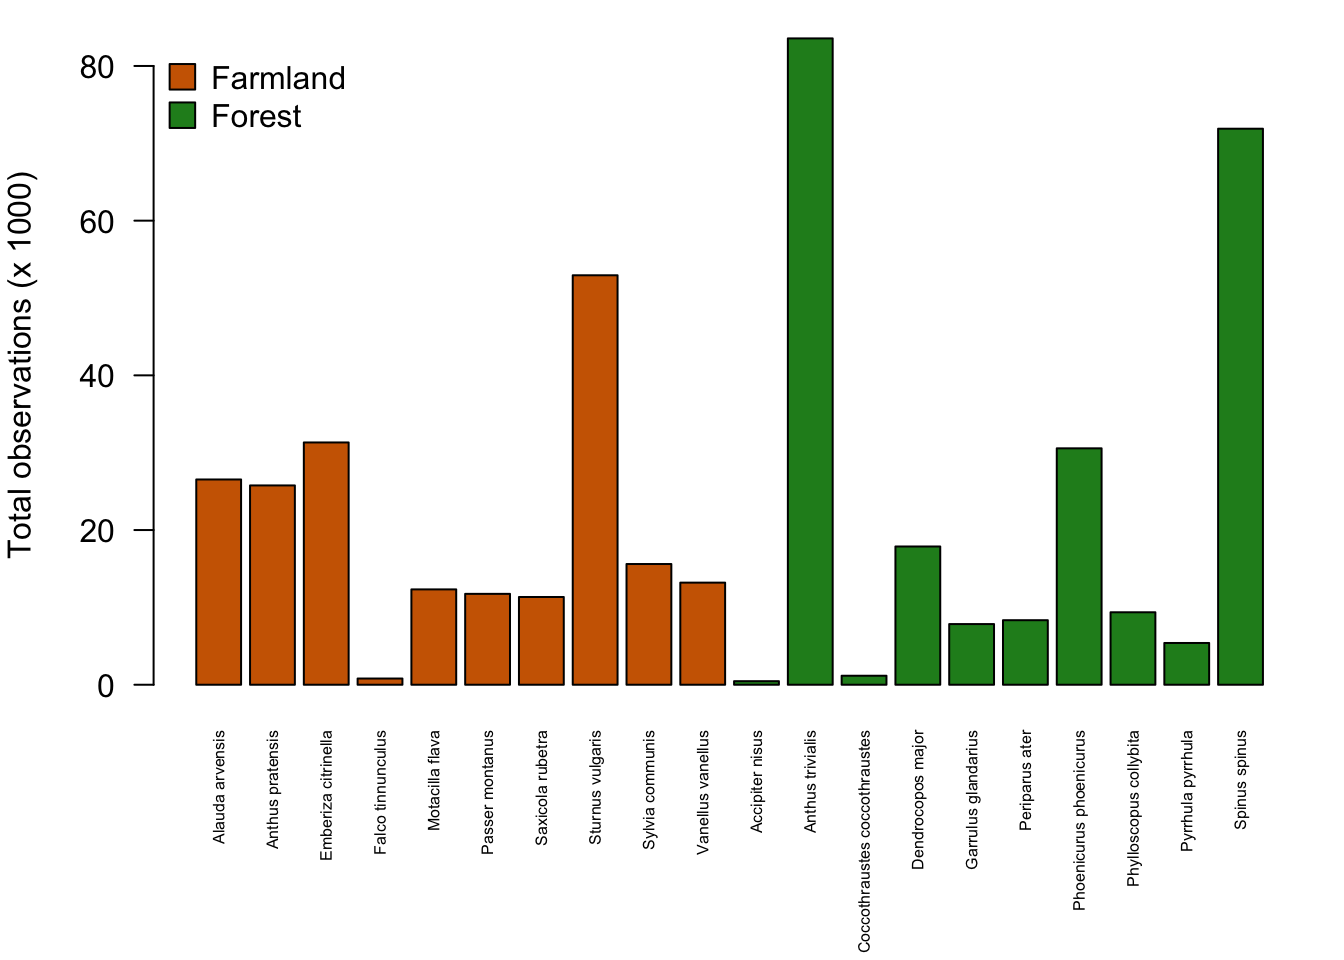 Farmland
Forest
Total observations (x 1000)
80
60
40
20
0
Alauda arvensis
Anthus pratensis
Emberiza citrinella
Falco tinnunculus
Motacilla flava
Passer montanus
Saxicola rubetra
Sturnus vulgaris
Sylvia communis
Vanellus vanellus
Accipiter nisus
Anthus trivialis
Coccothraustes coccothraustes
Dendrocopos major
Garrulus glandarius
Periparus ater
Phoenicurus phoenicurus
Phylloscopus collybita
Pyrrhula pyrrhula
Spinus spinus